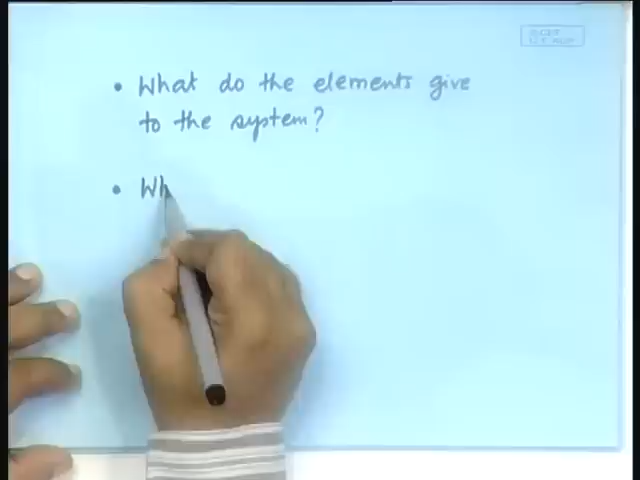 • What do the elements give
to the system?
• Wh